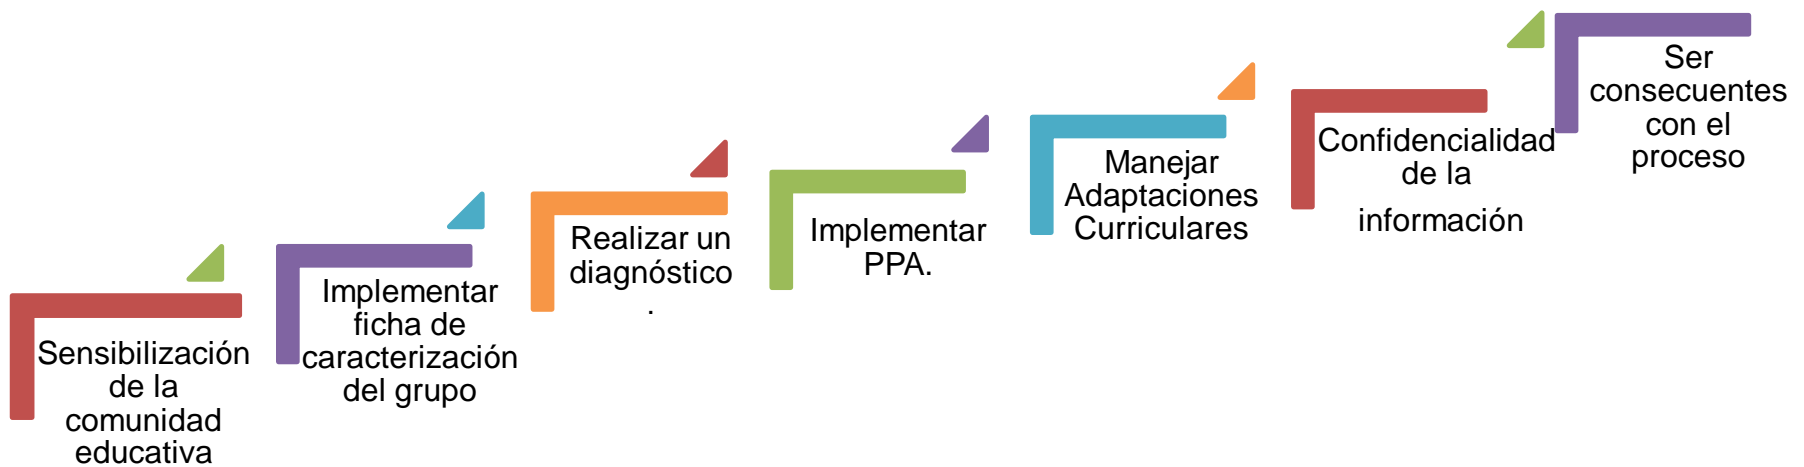 Sensibilización
de la
comunidad
educativa
Implementar
ficha de
caracterización
del grupo
Realizar un
diagnóstico
.
Implementar
PPA.
Manejar
Adaptaciones
Curriculares
Confidencialidad
de la
información
Ser
consecuentes
con el
proceso